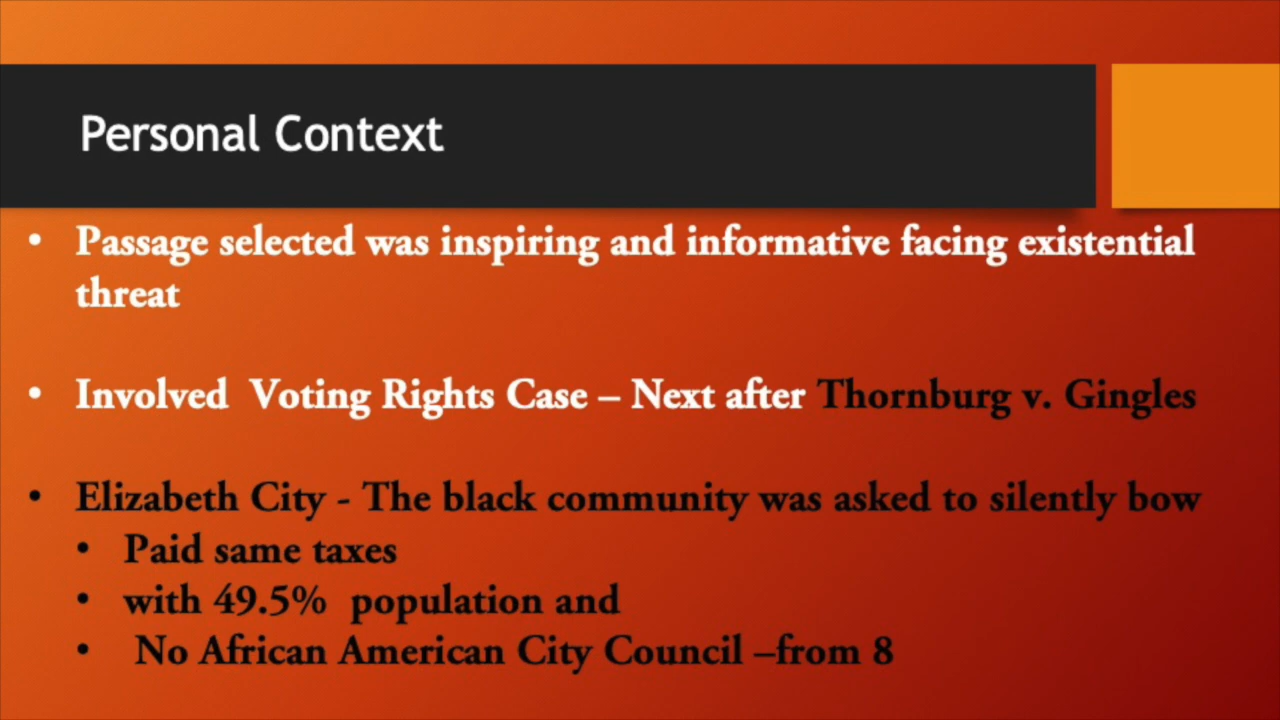 Personal Context
• Passage selected was inspiring and informative facing existential
threat
• Involved  Voting Rights Case – Next after Thornburg v. Gingles
• Elizabeth City - The black community was asked to silently bow
• Paid same taxes
• with 49.5%  population and
• No African American City Council –from 8